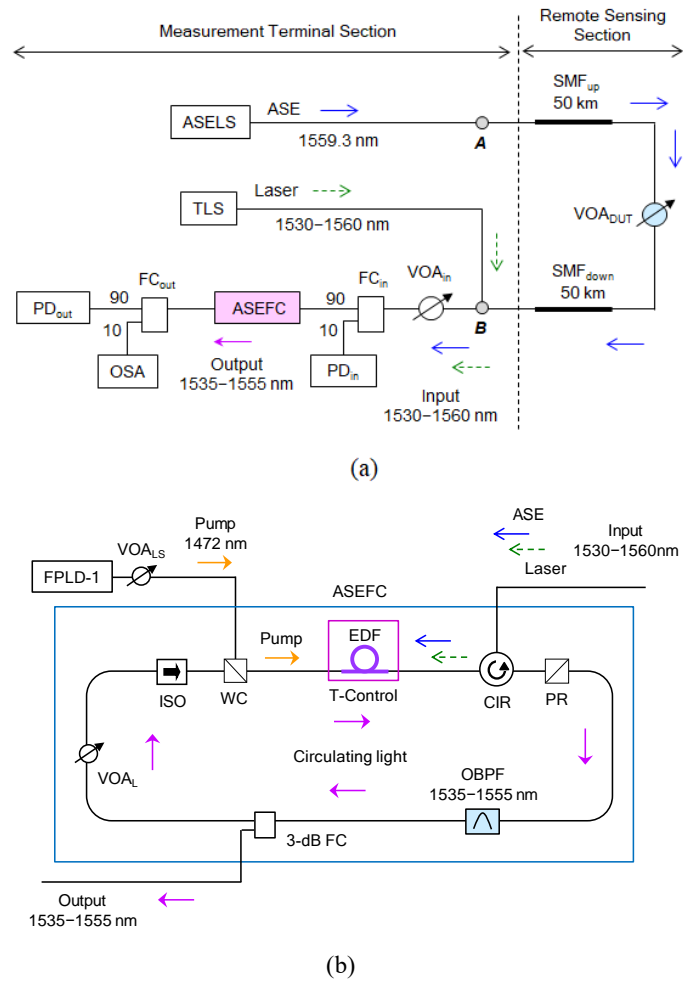 Measurement Terminal Section
Remote Sensing
Section
ASELS
ASE
1559.3 nm
A
SMFup
50 km
TLS
Laser
1530−1560 nm
VOADUT
PDout
90
10
FCout
OSA
ASEFC
Output
1535−1555 nm
90
10
FCin
PDin
VOAin
B
Input
1530−1560 nm
SMFdown
50 km
(a)
Pump
1472 nm
VOALS
FPLD-1
ASE
Laser
Input
1530−1560nm
ASEFC
Pump
EDF
T-Control
ISO
WC
CIR
PR
VOAL
Circulating light
OBPF
1535−1555 nm
3-dB FC
Output
1535−1555 nm
(b)